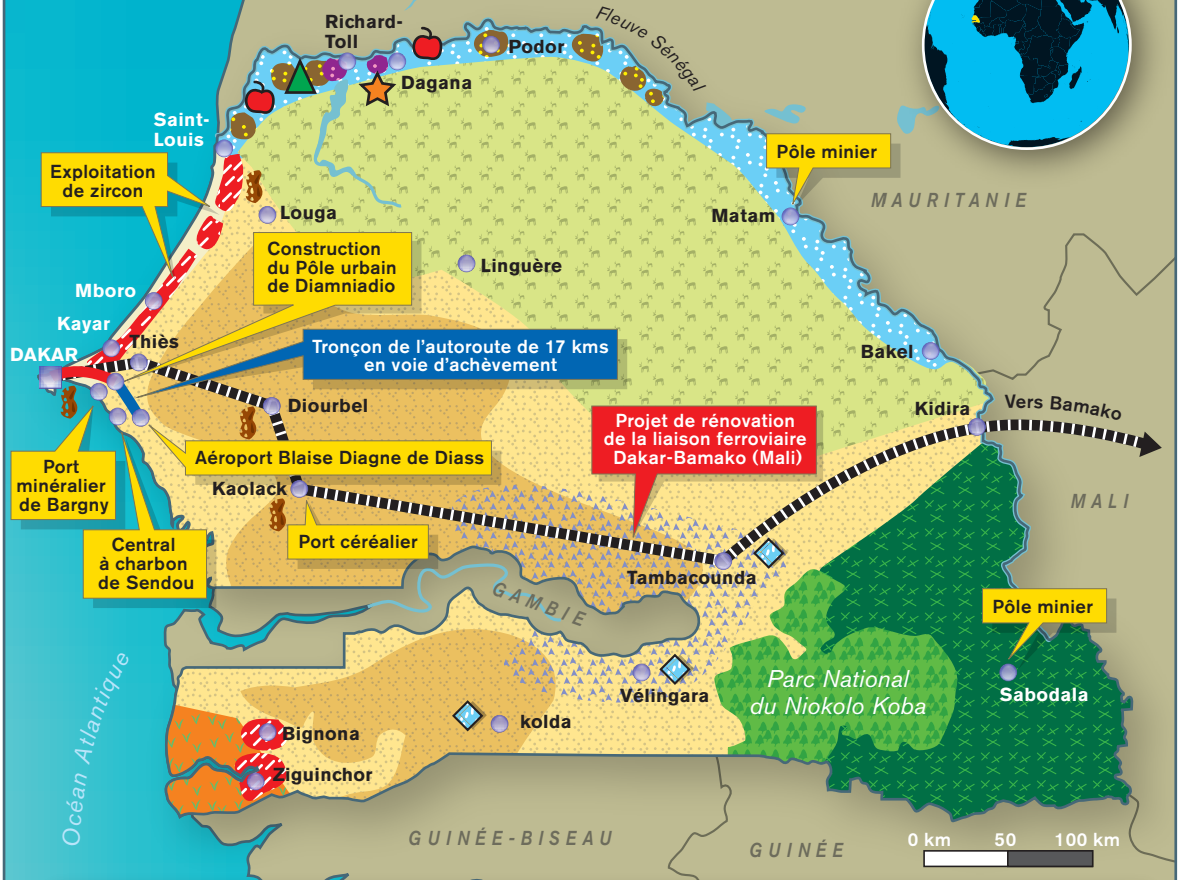 Richard-
Toll
Podor
Fleuve Sénégal
Dagana
Saint-
Louis
Pôle minier
Exploitation
de zircon
MAURITANIE
Louga
Matam
Construction
du Pôle urbain
de Diamniadio
Linguère
Mboro
Kayar
Thiès
DAKAR
Tronçon de l'autoroute de 17 kms
en voie d'achèvement
Bakel
Diourbel
Kidira
Vers Bamako
Projet de rénovation
de la liaison ferroviaire
Dakar-Bamako (Mali)
Aéroport Blaise Diagne de Diass
Port
minéralier
de Bargny
Kaolack
MALI
Port céréalier
Central
à charbon
de Sendou
Tambacounda
GAMBIE
Pôle minier
Océan Atlantique
Parc National
du Niokolo Koba
Vélingara
Sabodala
kolda
Bignona
Ziguinchor
GUINÉE-BISEAU
GUINÉE
0 km 50 100 km